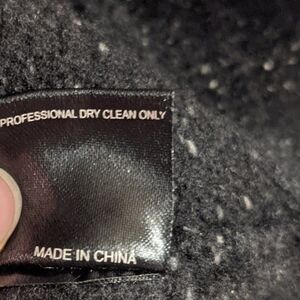 PROFESSIONAL DRY CLEAN ONLY
MADE IN CHINA